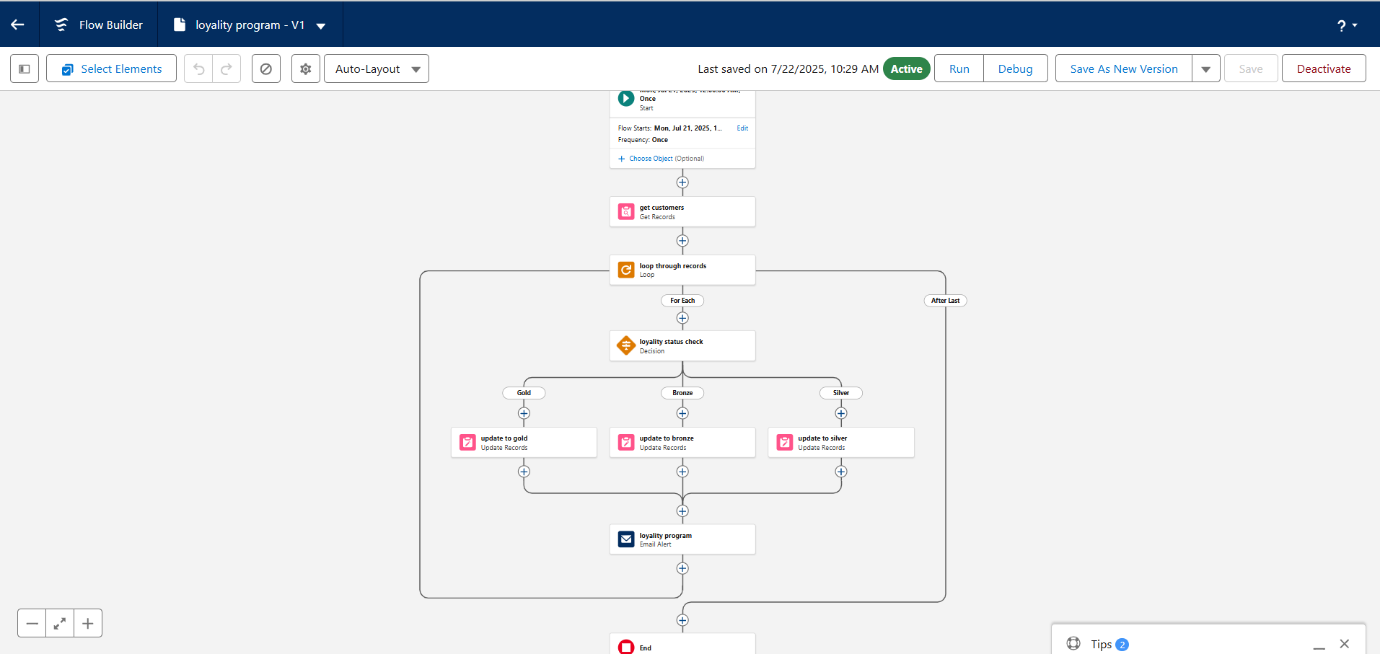 Flow Builder
loyality program - V1
?
Select Elements
Auto-Layout
Last saved on 7/22/2025, 10:29 AM
Active
Run
Debug
Save As New Version
Save
Deactivate
Once
Start
Flow Starts: Mon, Jul 21, 2025, 1...
Edit
Frequency: Once
+ Choose Object (Optional)
get customers
Get Records
loop through records
Loop
For Each
After Last
loyality status check
Decision
Gold
Bronze
Silver
update to gold
Update Records
update to bronze
Update Records
update to silver
Update Records
loyality program
Email Alert
End
Tips 2